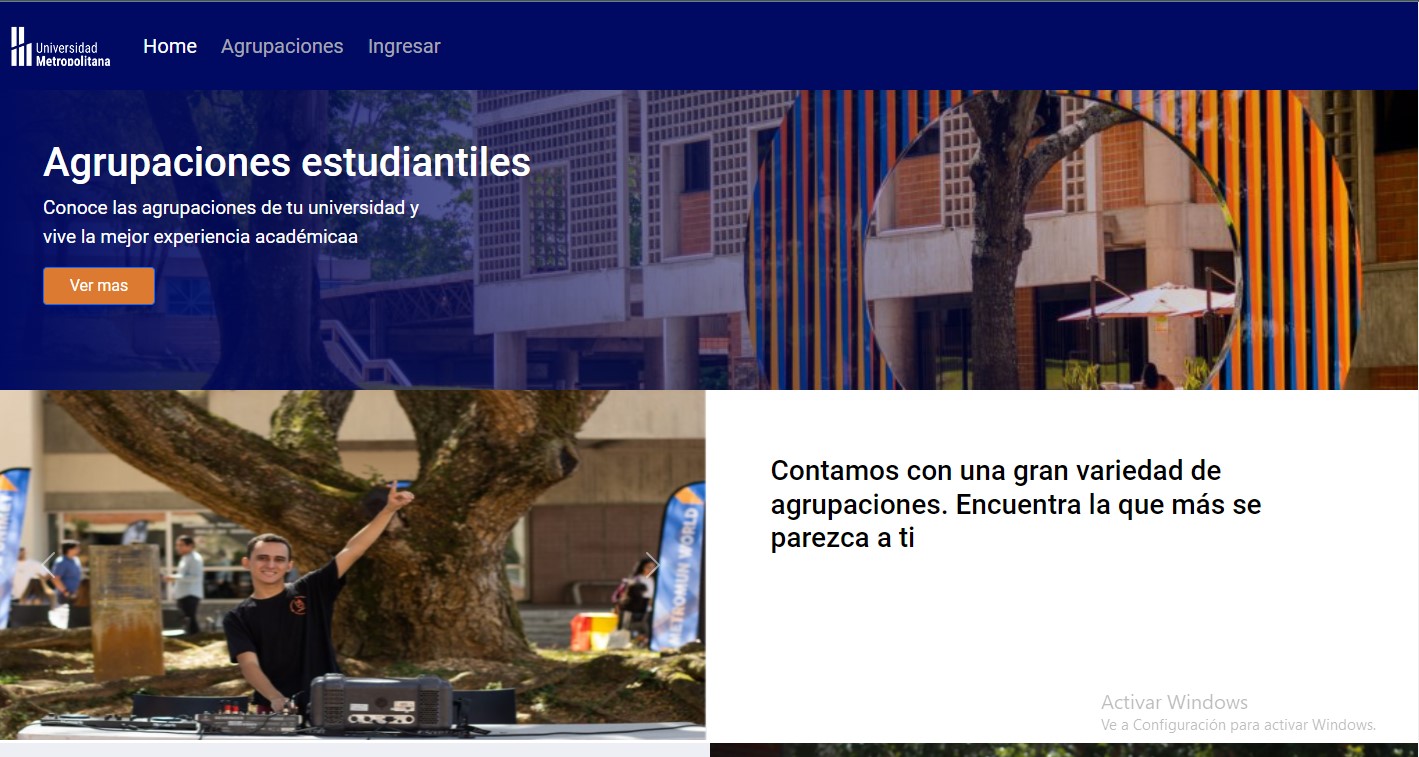 Universidad
Metropolitana
Home
Agrupaciones
Ingresar
Agrupaciones estudiantiles
Conoce las agrupaciones de tu universidad y
vive la mejor experiencia académicaa
Ver mas
METROMUN WORLD
Contamos con una gran variedad de
agrupaciones. Encuentra la que más se
parezca a ti
Activar Windows
Ve a Configuración para activar Windows.